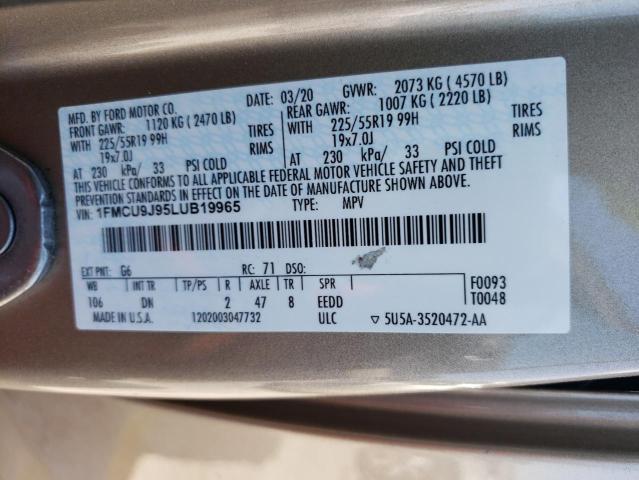 MFD. BY FORD MOTOR CO.
DATE: 03/20 GVWR: 2073 KG ( 4570 LB)
FRONT GAWR: 1120 KG ( 2470 LB) REAR GAWR: 1007 KG ( 2220 LB)
WITH 225/55R19 99H TIRES WITH 225/55R19 99H TIRES
19x7.0J RIMS 19x7.0J RIMS
AT 230 kPa/ 33 PSI COLD AT 230 kPa/ 33 PSI COLD
THIS VEHICLE CONFORMS TO ALL APPLICABLE FEDERAL MOTOR VEHICLE SAFETY AND THEFT
PREVENTION STANDARDS IN EFFECT ON THE DATE OF MANUFACTURE SHOWN ABOVE.
VIN: 1FMCU9J95LUB19965 TYPE: MPV
EXT PNT: G6 RC: 71 DSO:
WB INT TR TP/PS R AXLE TR SPR F0093
106 DN 2 47 8 EEDD T0048
MADE IN U.S.A. 1202003047732 ULC ▽ 5U5A-3520472-AA